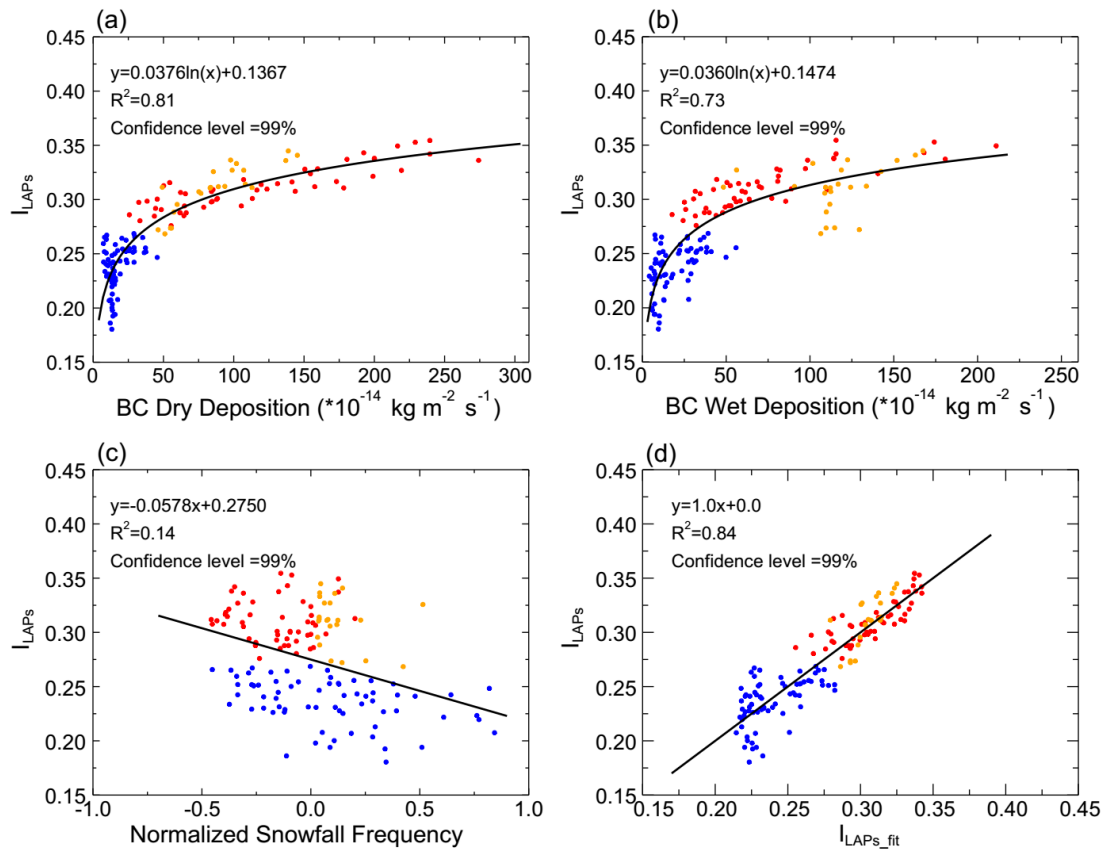 (a)
0.45
0.40
0.35
0.30
0.25
0.20
0.15
I_LAPs
y=0.0376ln(x)+0.1367
R²=0.81
Confidence level =99%
0 50 100 150 200 250 300
BC Dry Deposition (*10⁻¹⁴ kg m⁻² s⁻¹)
(b)
0.45
0.40
0.35
0.30
0.25
0.20
0.15
I_LAPs
y=0.0360ln(x)+0.1474
R²=0.73
Confidence level =99%
0 50 100 150 200 250
BC Wet Deposition (*10⁻¹⁴ kg m⁻² s⁻¹)
(c)
0.45
0.40
0.35
0.30
0.25
0.20
0.15
I_LAPs
y=-0.0578x+0.2750
R²=0.14
Confidence level =99%
-1.0 -0.5 0.0 0.5 1.0
Normalized Snowfall Frequency
(d)
0.45
0.40
0.35
0.30
0.25
0.20
0.15
I_LAPs
y=1.0x+0.0
R²=0.84
Confidence level =99%
0.15 0.20 0.25 0.30 0.35 0.40 0.45
I_LAPs_fit